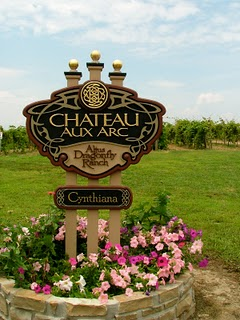 CHATEAU
AUX ARC
Altus
Dragonfly
Ranch
Cynthiana